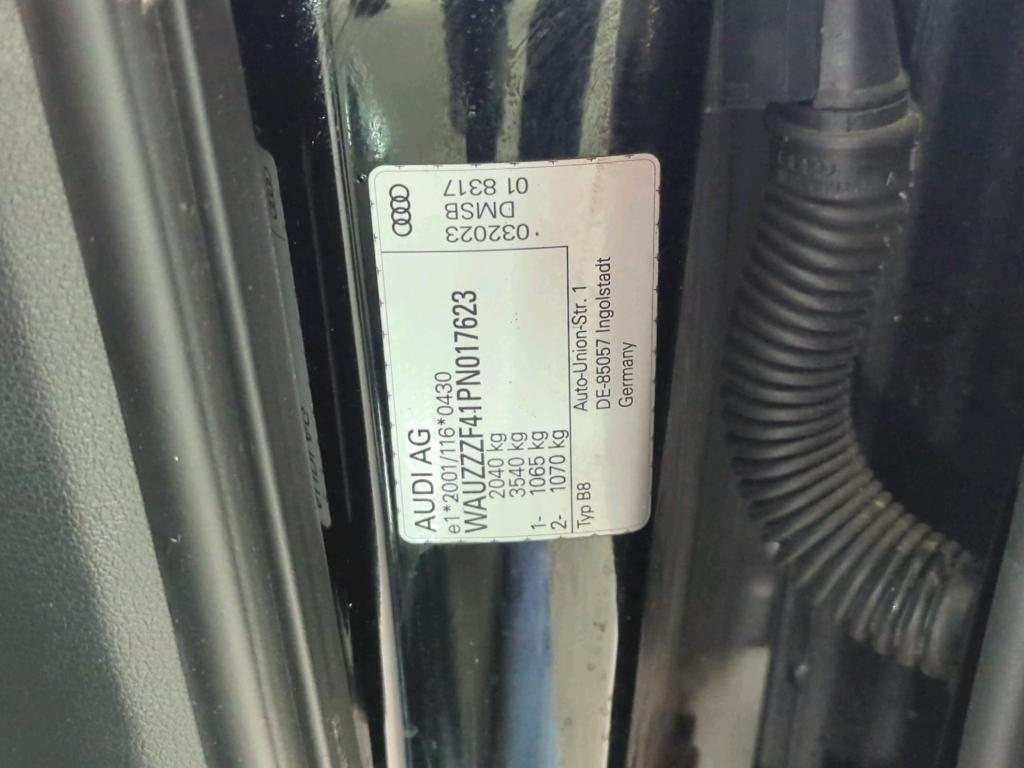 AUDI AG
e1*2001/116*0430
WAUZZZF41PN017623
2040 kg
3540 kg
1- 1065 kg
2- 1070 kg
Typ B8
Auto-Union-Str. 1
DE-85057 Ingolstadt
Germany
*032023
DMSB
01 8317